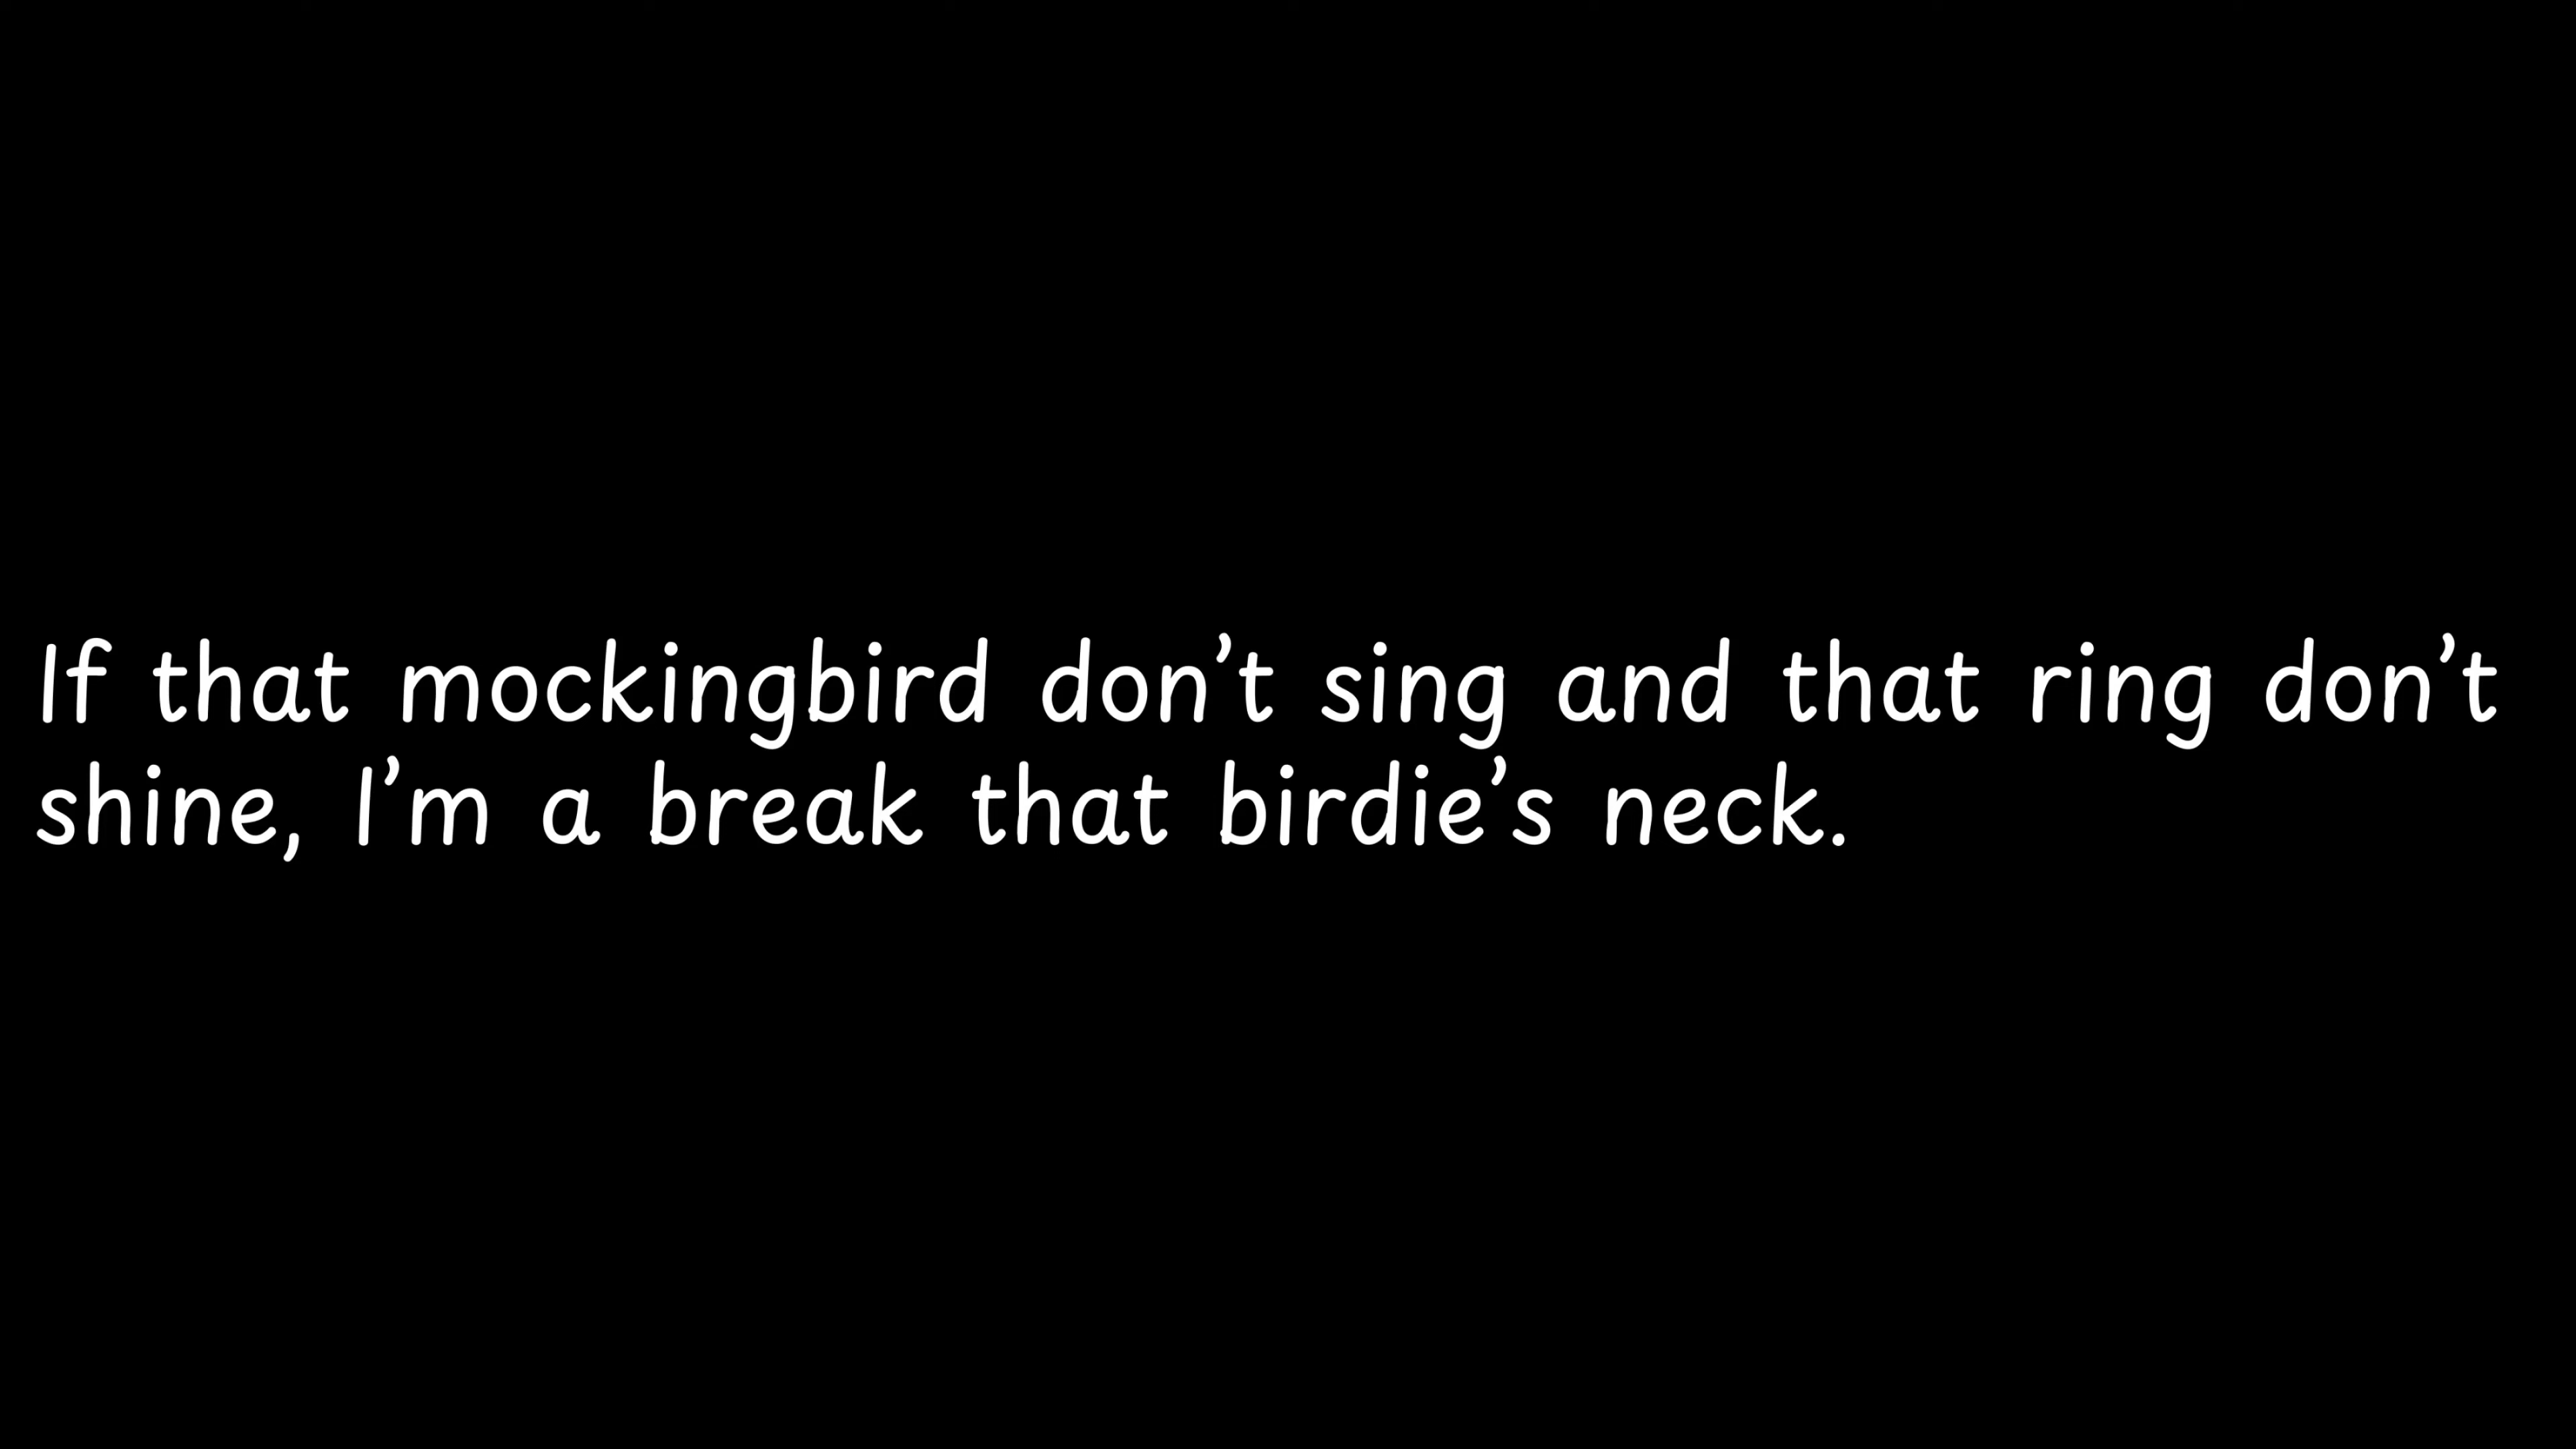 If that mockingbird don’t sing and that ring don’t
shine, I’m a break that birdie’s neck.